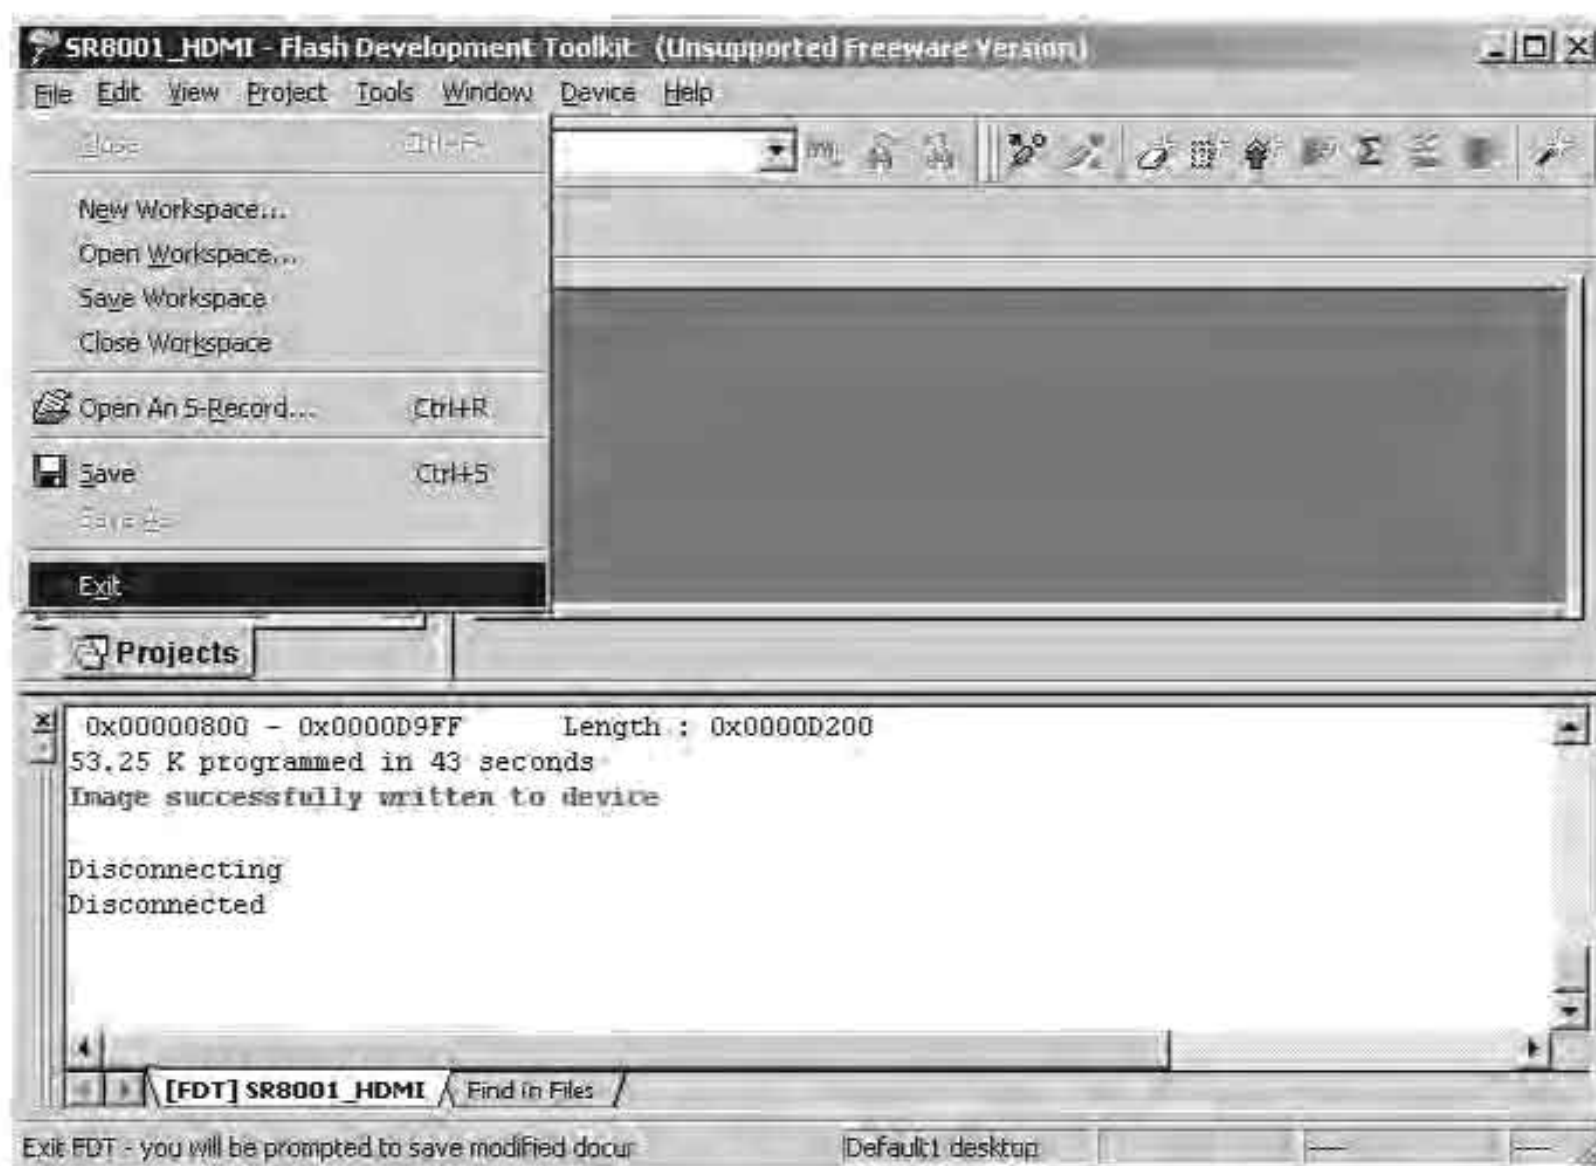 SR8001_HDMI - Flash Development Toolkit (Unsupported Freeware Version)
File Edit View Project Tools Window Device Help
Close
New Workspace...
Open Workspace...
Save Workspace
Close Workspace
Open An S-Record... Ctrl+R
Save Ctrl+S
Save As
Exit
Projects
0x00000800 - 0x0000D9FF Length : 0x0000D200
53.25 K programmed in 43 seconds
Image successfully written to device
Disconnecting
Disconnected
[FDT] SR8001_HDMI Find in Files
Exit FDT - you will be prompted to save modified docur Default1 desktop